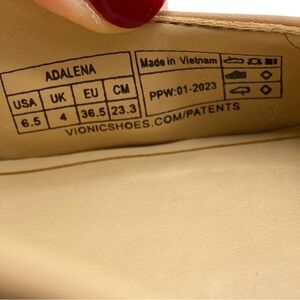 ADALENA
USA UK EU CM
6.5 4 36.5 23.3
Made in Vietnam
PPW:01-2023
VIONICSHOES.COM/PATENTS